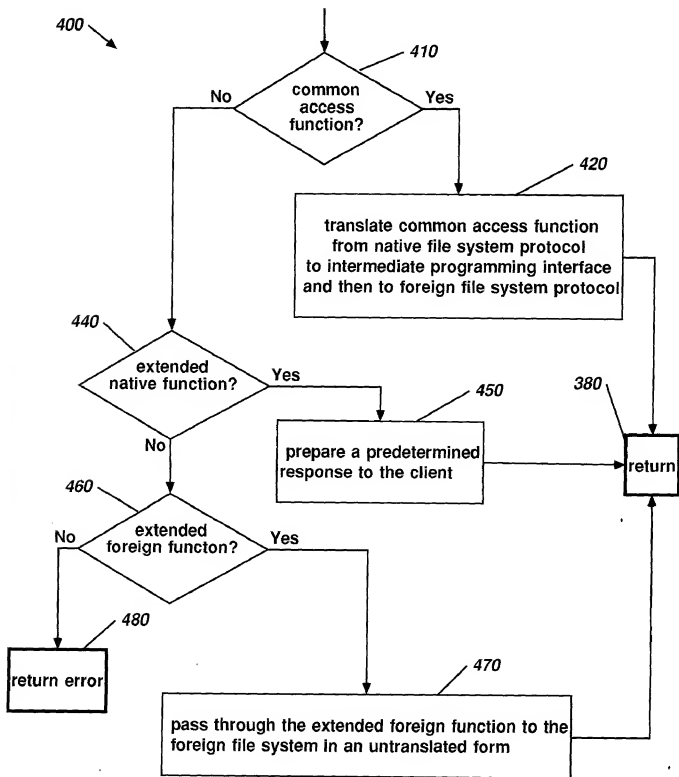 400
410
common
access
function?
No
Yes
420
translate common access function
from native file system protocol
to intermediate programming interface
and then to foreign file system protocol
440
extended
native function?
Yes
No
450
prepare a predetermined
response to the client
380
return
460
extended
foreign functon?
No
Yes
480
return error
470
pass through the extended foreign function to the
foreign file system in an untranslated form